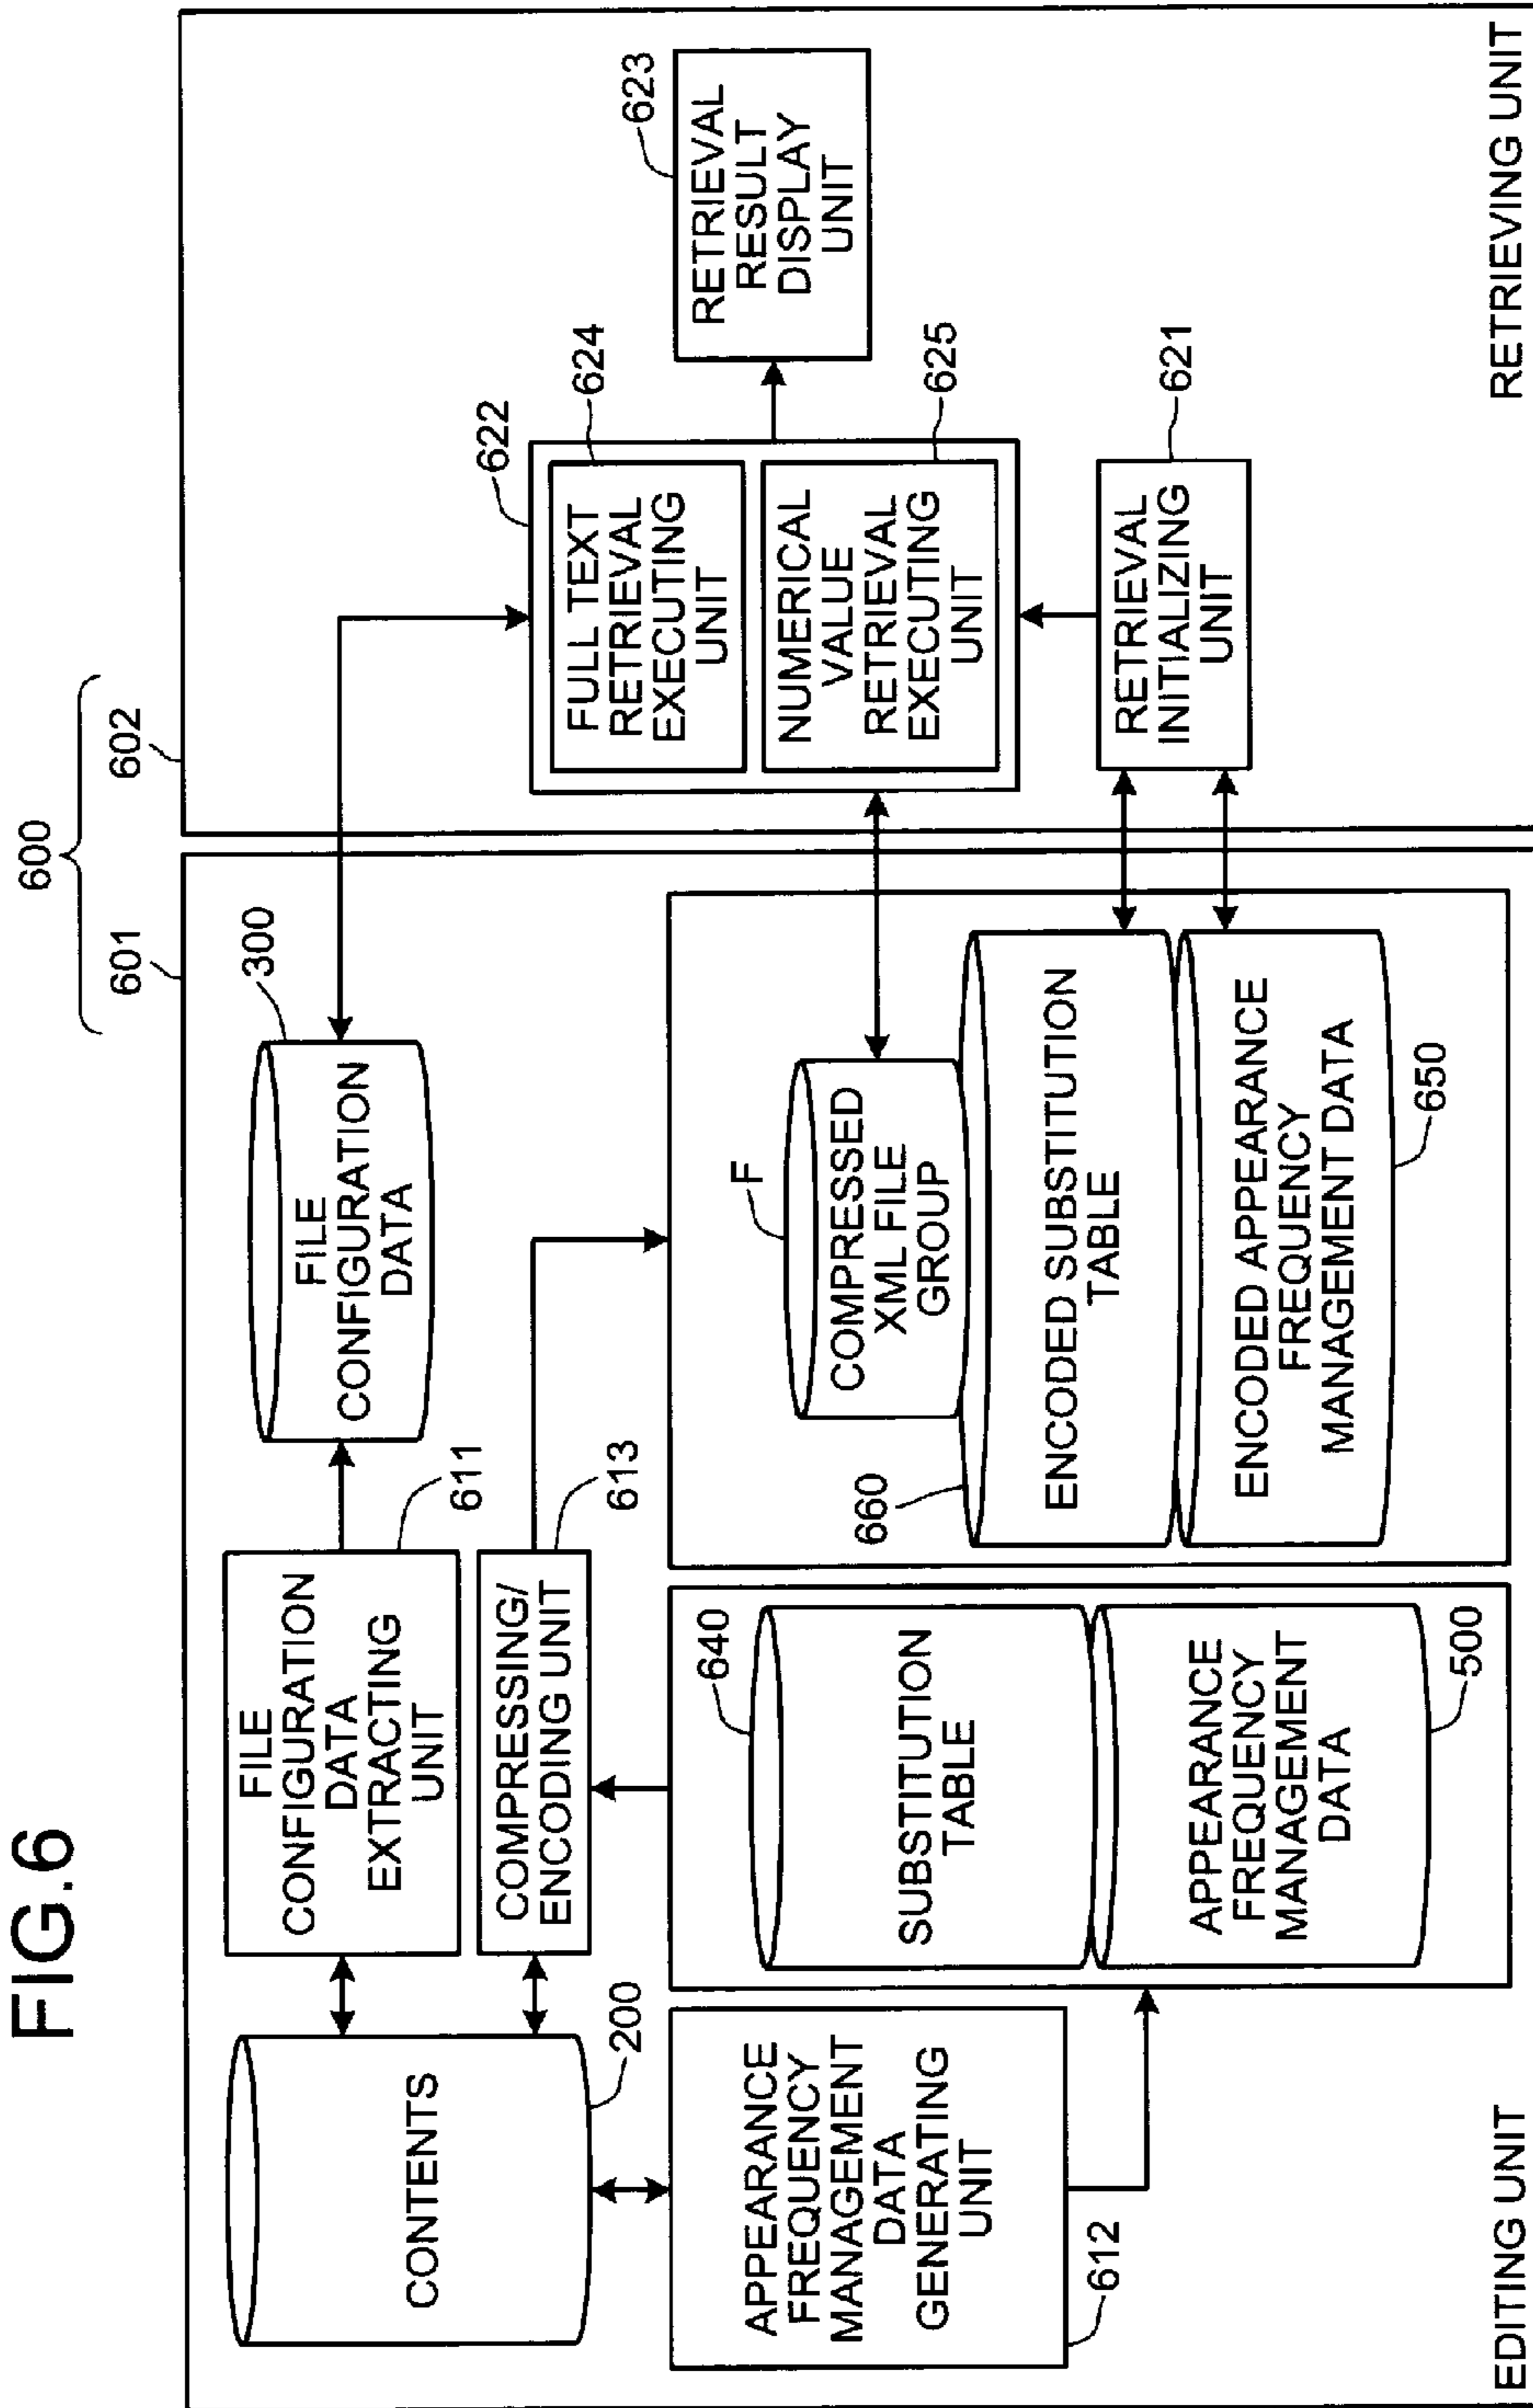 FIG.6
600
601
602
CONTENTS
200
FILE
CONFIGURATION
DATA
EXTRACTING
UNIT
611
FILE
CONFIGURATION
DATA
300
COMPRESSING/
ENCODING UNIT
613
APPEARANCE
FREQUENCY
MANAGEMENT
DATA
GENERATING
UNIT
612
640
SUBSTITUTION
TABLE
APPEARANCE
FREQUENCY
MANAGEMENT
DATA
500
F
COMPRESSED
XML FILE
GROUP
660
ENCODED SUBSTITUTION
TABLE
ENCODED APPEARANCE
FREQUENCY
MANAGEMENT DATA
650
EDITING UNIT
622
624
FULL TEXT
RETRIEVAL
EXECUTING
UNIT
625
NUMERICAL
VALUE
RETRIEVAL
EXECUTING
UNIT
623
RETRIEVAL
RESULT
DISPLAY
UNIT
621
RETRIEVAL
INITIALIZING
UNIT
RETRIEVING UNIT